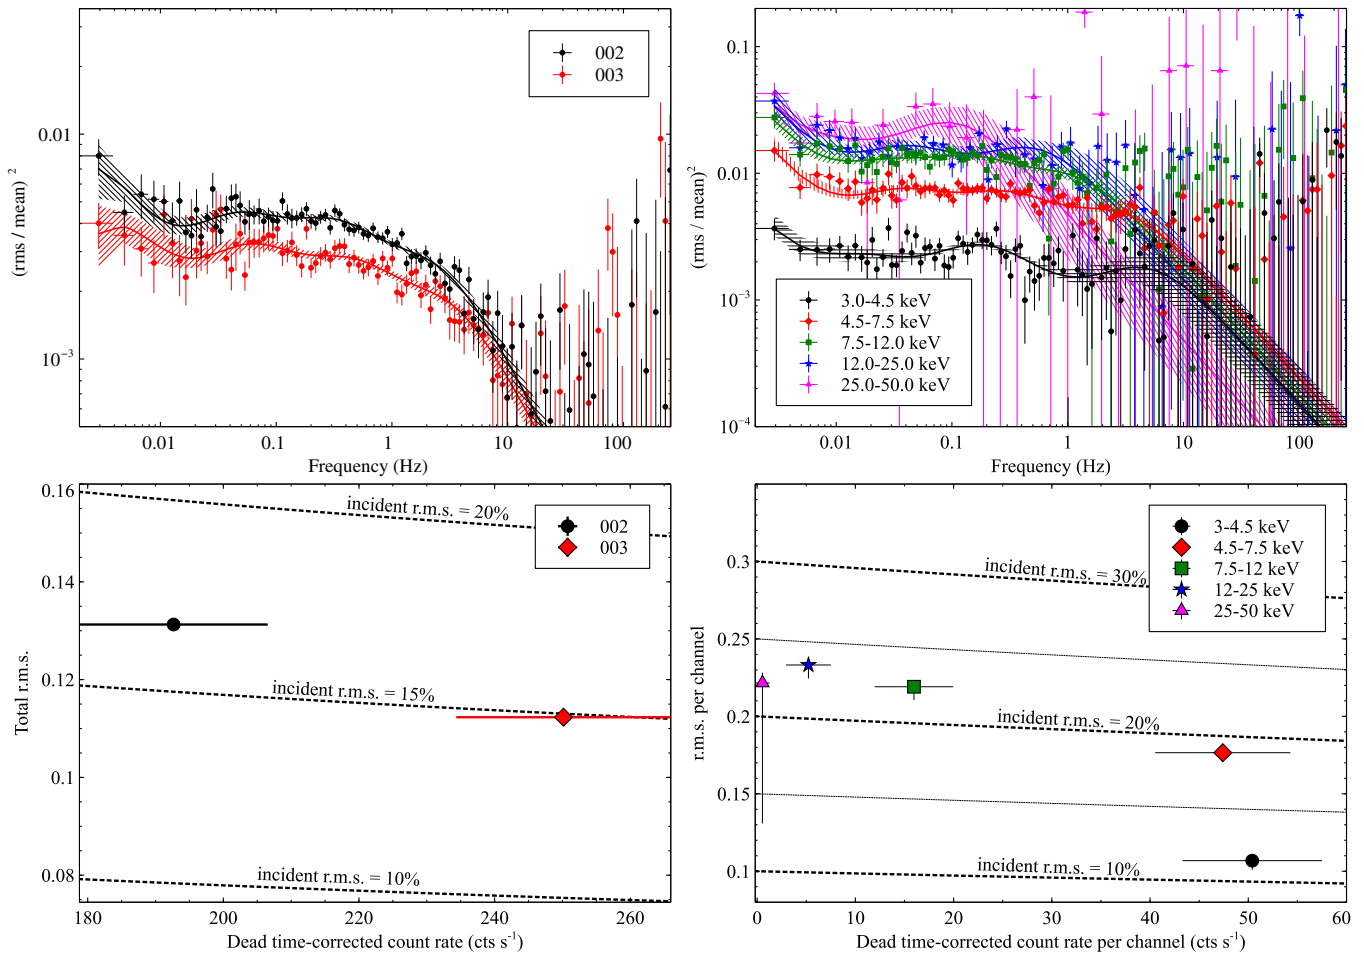 002
003
0.01
10⁻³
(rms / mean)²
0.01 0.1 1 10 100
Frequency (Hz)
0.1
0.01
10⁻³
10⁻⁴
(rms / mean)²
3.0-4.5 keV
4.5-7.5 keV
7.5-12.0 keV
12.0-25.0 keV
25.0-50.0 keV
0.01 0.1 1 10 100
Frequency (Hz)
0.16
0.14
0.12
0.1
0.08
Total r.m.s.
incident r.m.s. = 20%
002
003
incident r.m.s. = 15%
incident r.m.s. = 10%
180 200 220 240 260
Dead time-corrected count rate (cts s⁻¹)
0.3
0.25
0.2
0.15
0.1
r.m.s. per channel
3-4.5 keV
4.5-7.5 keV
7.5-12 keV
12-25 keV
25-50 keV
incident r.m.s. = 30%
incident r.m.s. = 20%
incident r.m.s. = 10%
0 10 20 30 40 50 60
Dead time-corrected count rate per channel (cts s⁻¹)